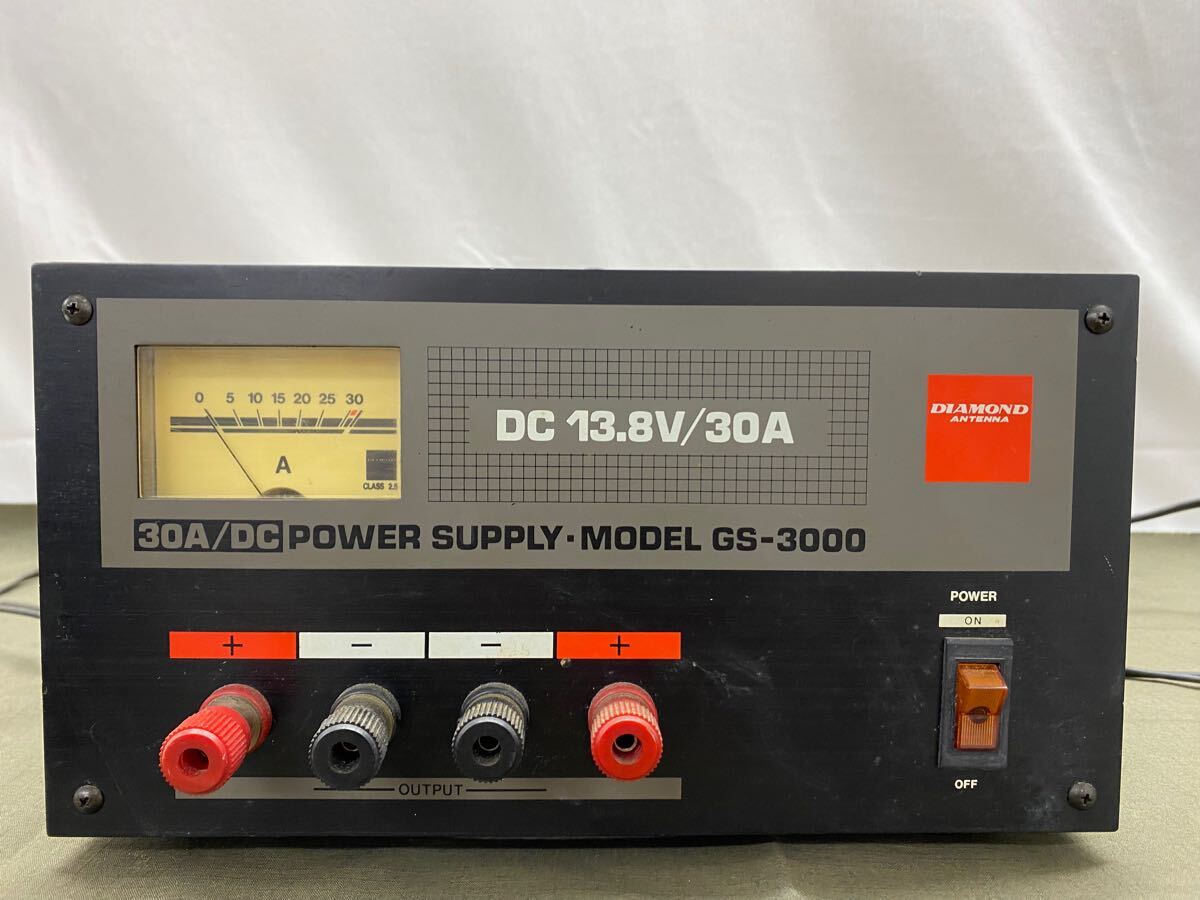 0 5 10 15 20 25 30
A
CLASS 2.5
DC 13.8V/30A
DIAMOND
ANTENNA
30A/DC POWER SUPPLY·MODEL GS-3000
POWER
ON
+ − − +
OUTPUT
OFF